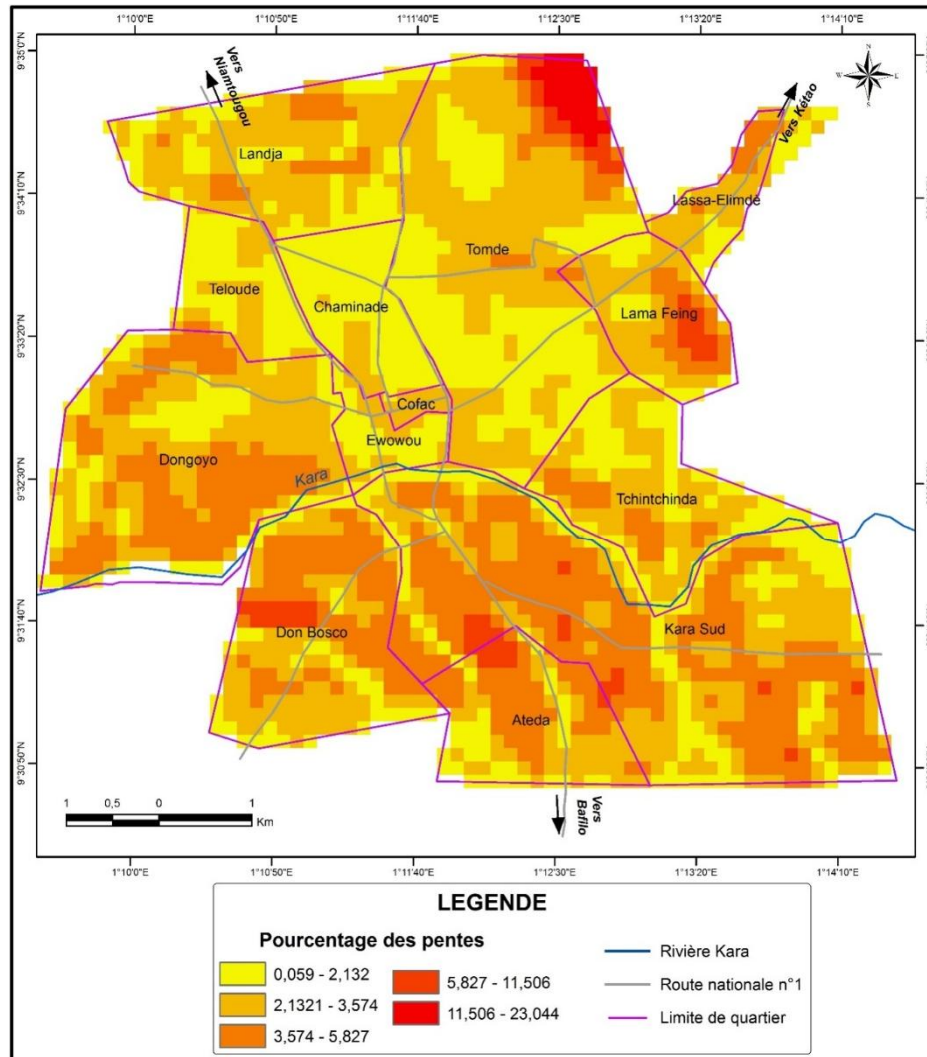 1°10'0"E 1°10'50"E 1°11'40"E 1°12'30"E 1°13'20"E 1°14'10"E
9°35'0"N
9°34'10"N
9°33'20"N
9°32'30"N
9°31'40"N
9°30'50"N
N
W E
S
Vers
Niamtougou
Vers Kétao
Landja
Lassa-Elimde
Tomde
Teloude
Chaminade
Lama Feing
Cofac
Ewowou
Dongoyo
Kara
Tchintchinda
Don Bosco
Kara Sud
Ateda
Vers
Bafilo
1 0,5 0 1
Km
1°10'0"E 1°10'50"E 1°11'40"E 1°12'30"E 1°13'20"E 1°14'10"E
LEGENDE
Pourcentage des pentes
0,059 - 2,132
2,1321 - 3,574
3,574 - 5,827
5,827 - 11,506
11,506 - 23,044
Rivière Kara
Route nationale n°1
Limite de quartier